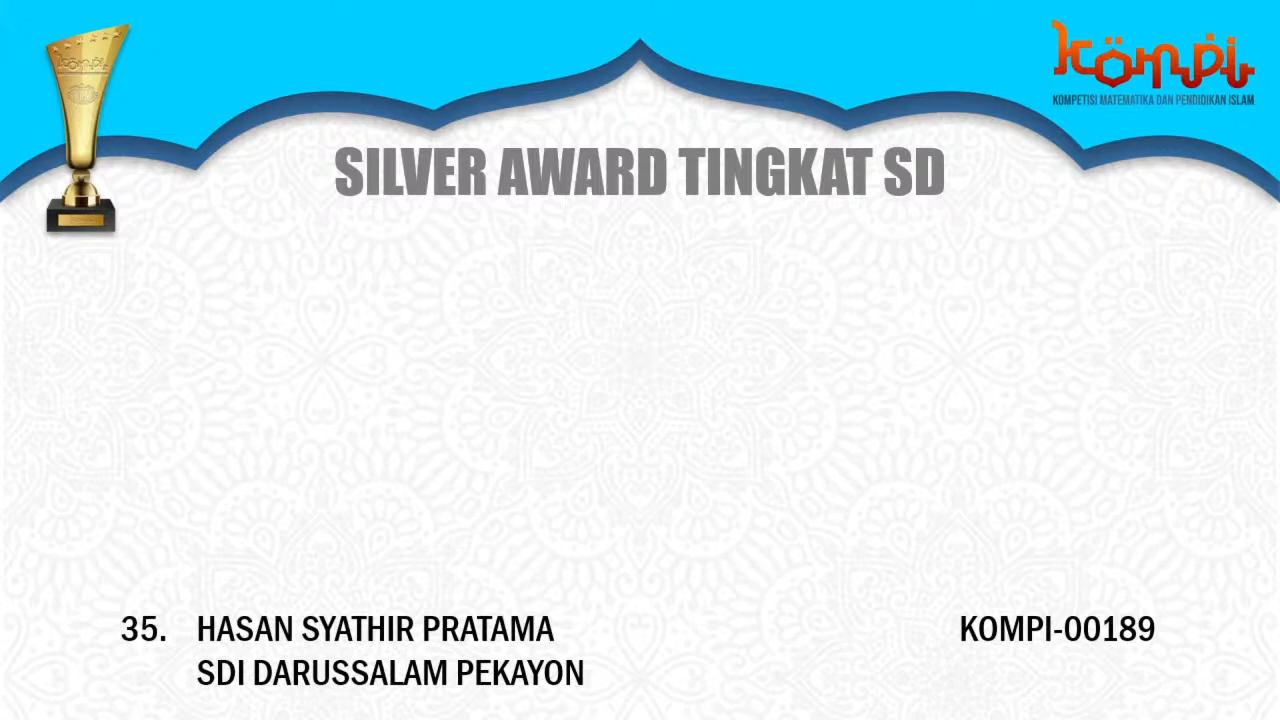 kompi
KOMPETISI MATEMATIKA DAN PENDIDIKAN ISLAM
SILVER AWARD TINGKAT SD
35. HASAN SYATHIR PRATAMA KOMPI-00189
SDI DARUSSALAM PEKAYON